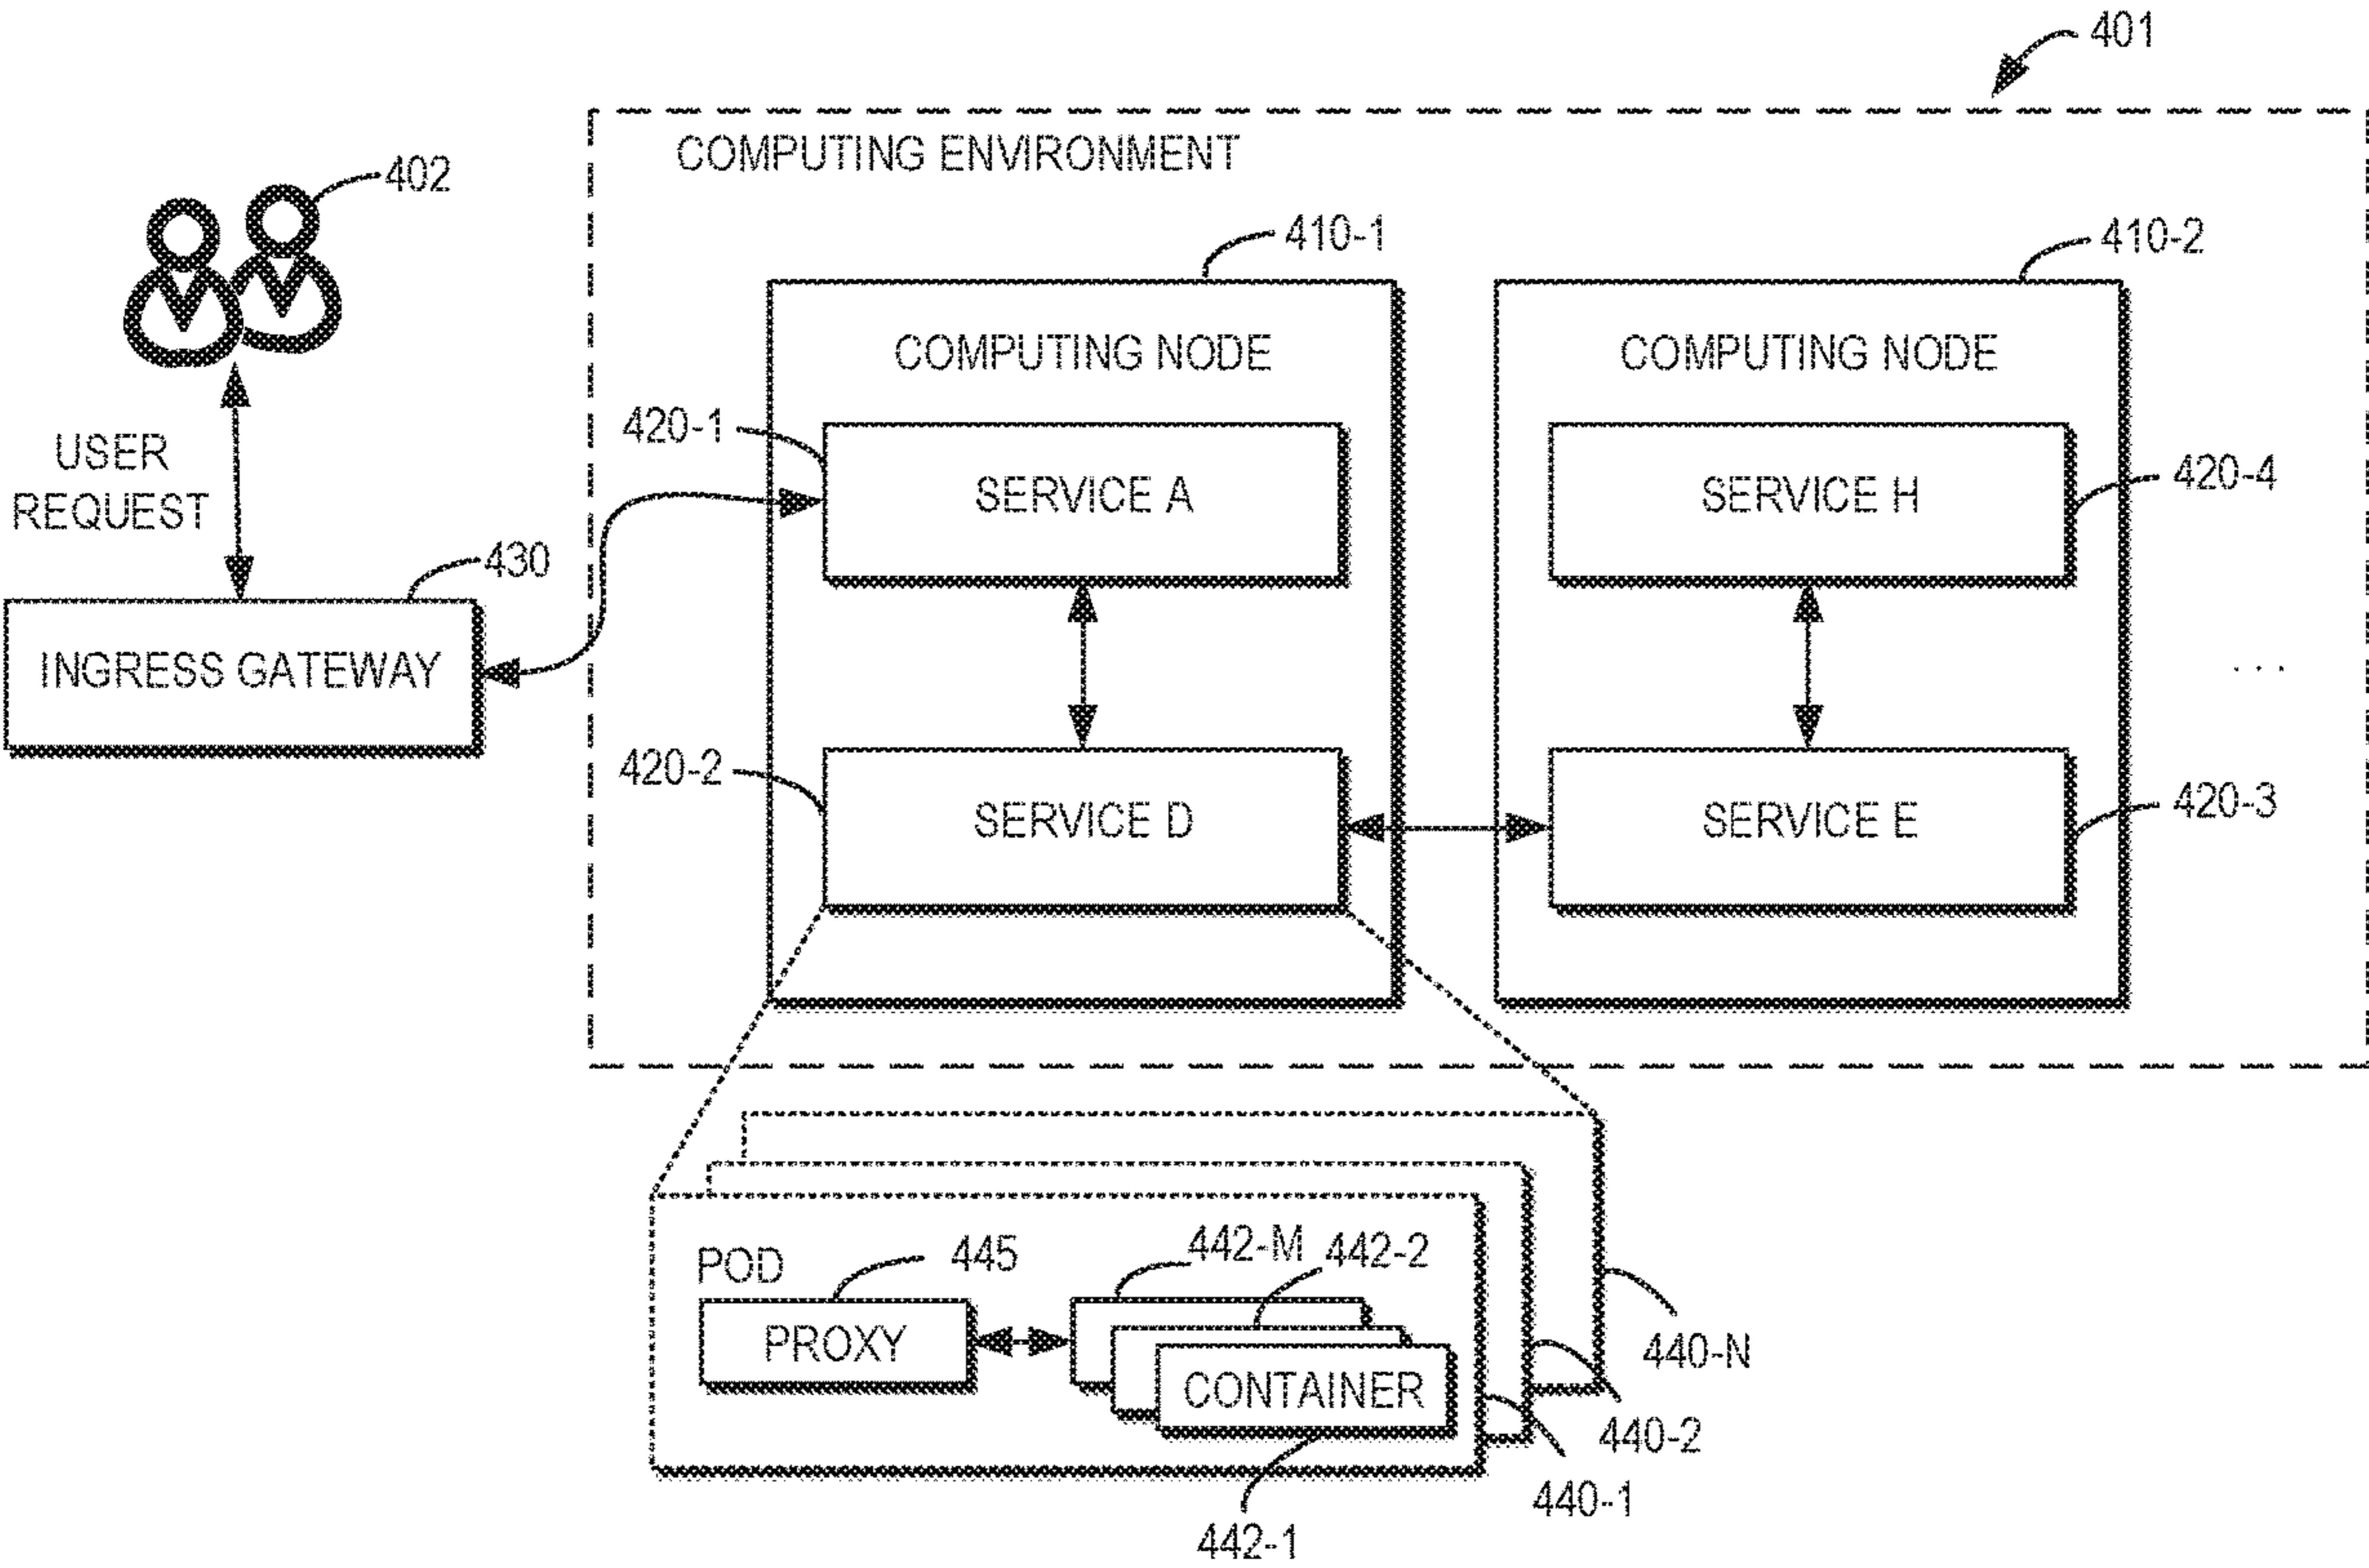 401
COMPUTING ENVIRONMENT
402
410-1
410-2
COMPUTING NODE
COMPUTING NODE
420-1
USER
REQUEST
SERVICE A
SERVICE H
420-4
430
INGRESS GATEWAY
. . .
420-2
SERVICE D
SERVICE E
420-3
POD
445
442-M
442-2
PROXY
CONTAINER
440-N
440-2
440-1
442-1